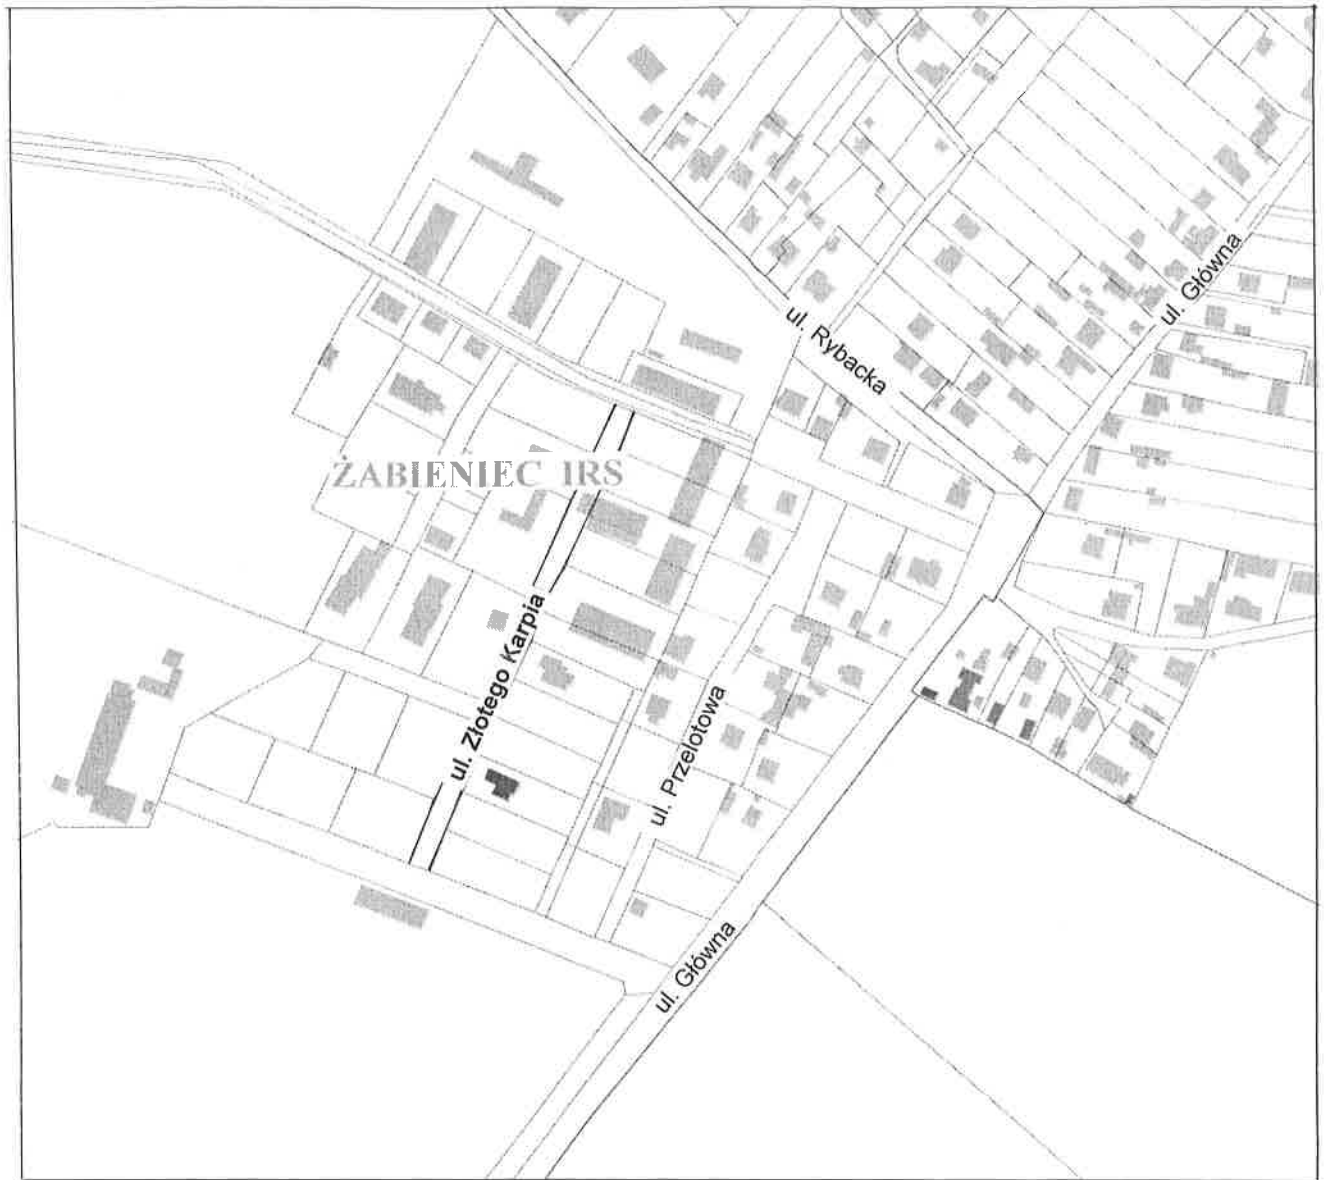 ul. Główna
ul. Rybacka
ŻABIENIEC IRS
ul. Złotego Karpia
ul. Przelotowa
ul. Główna